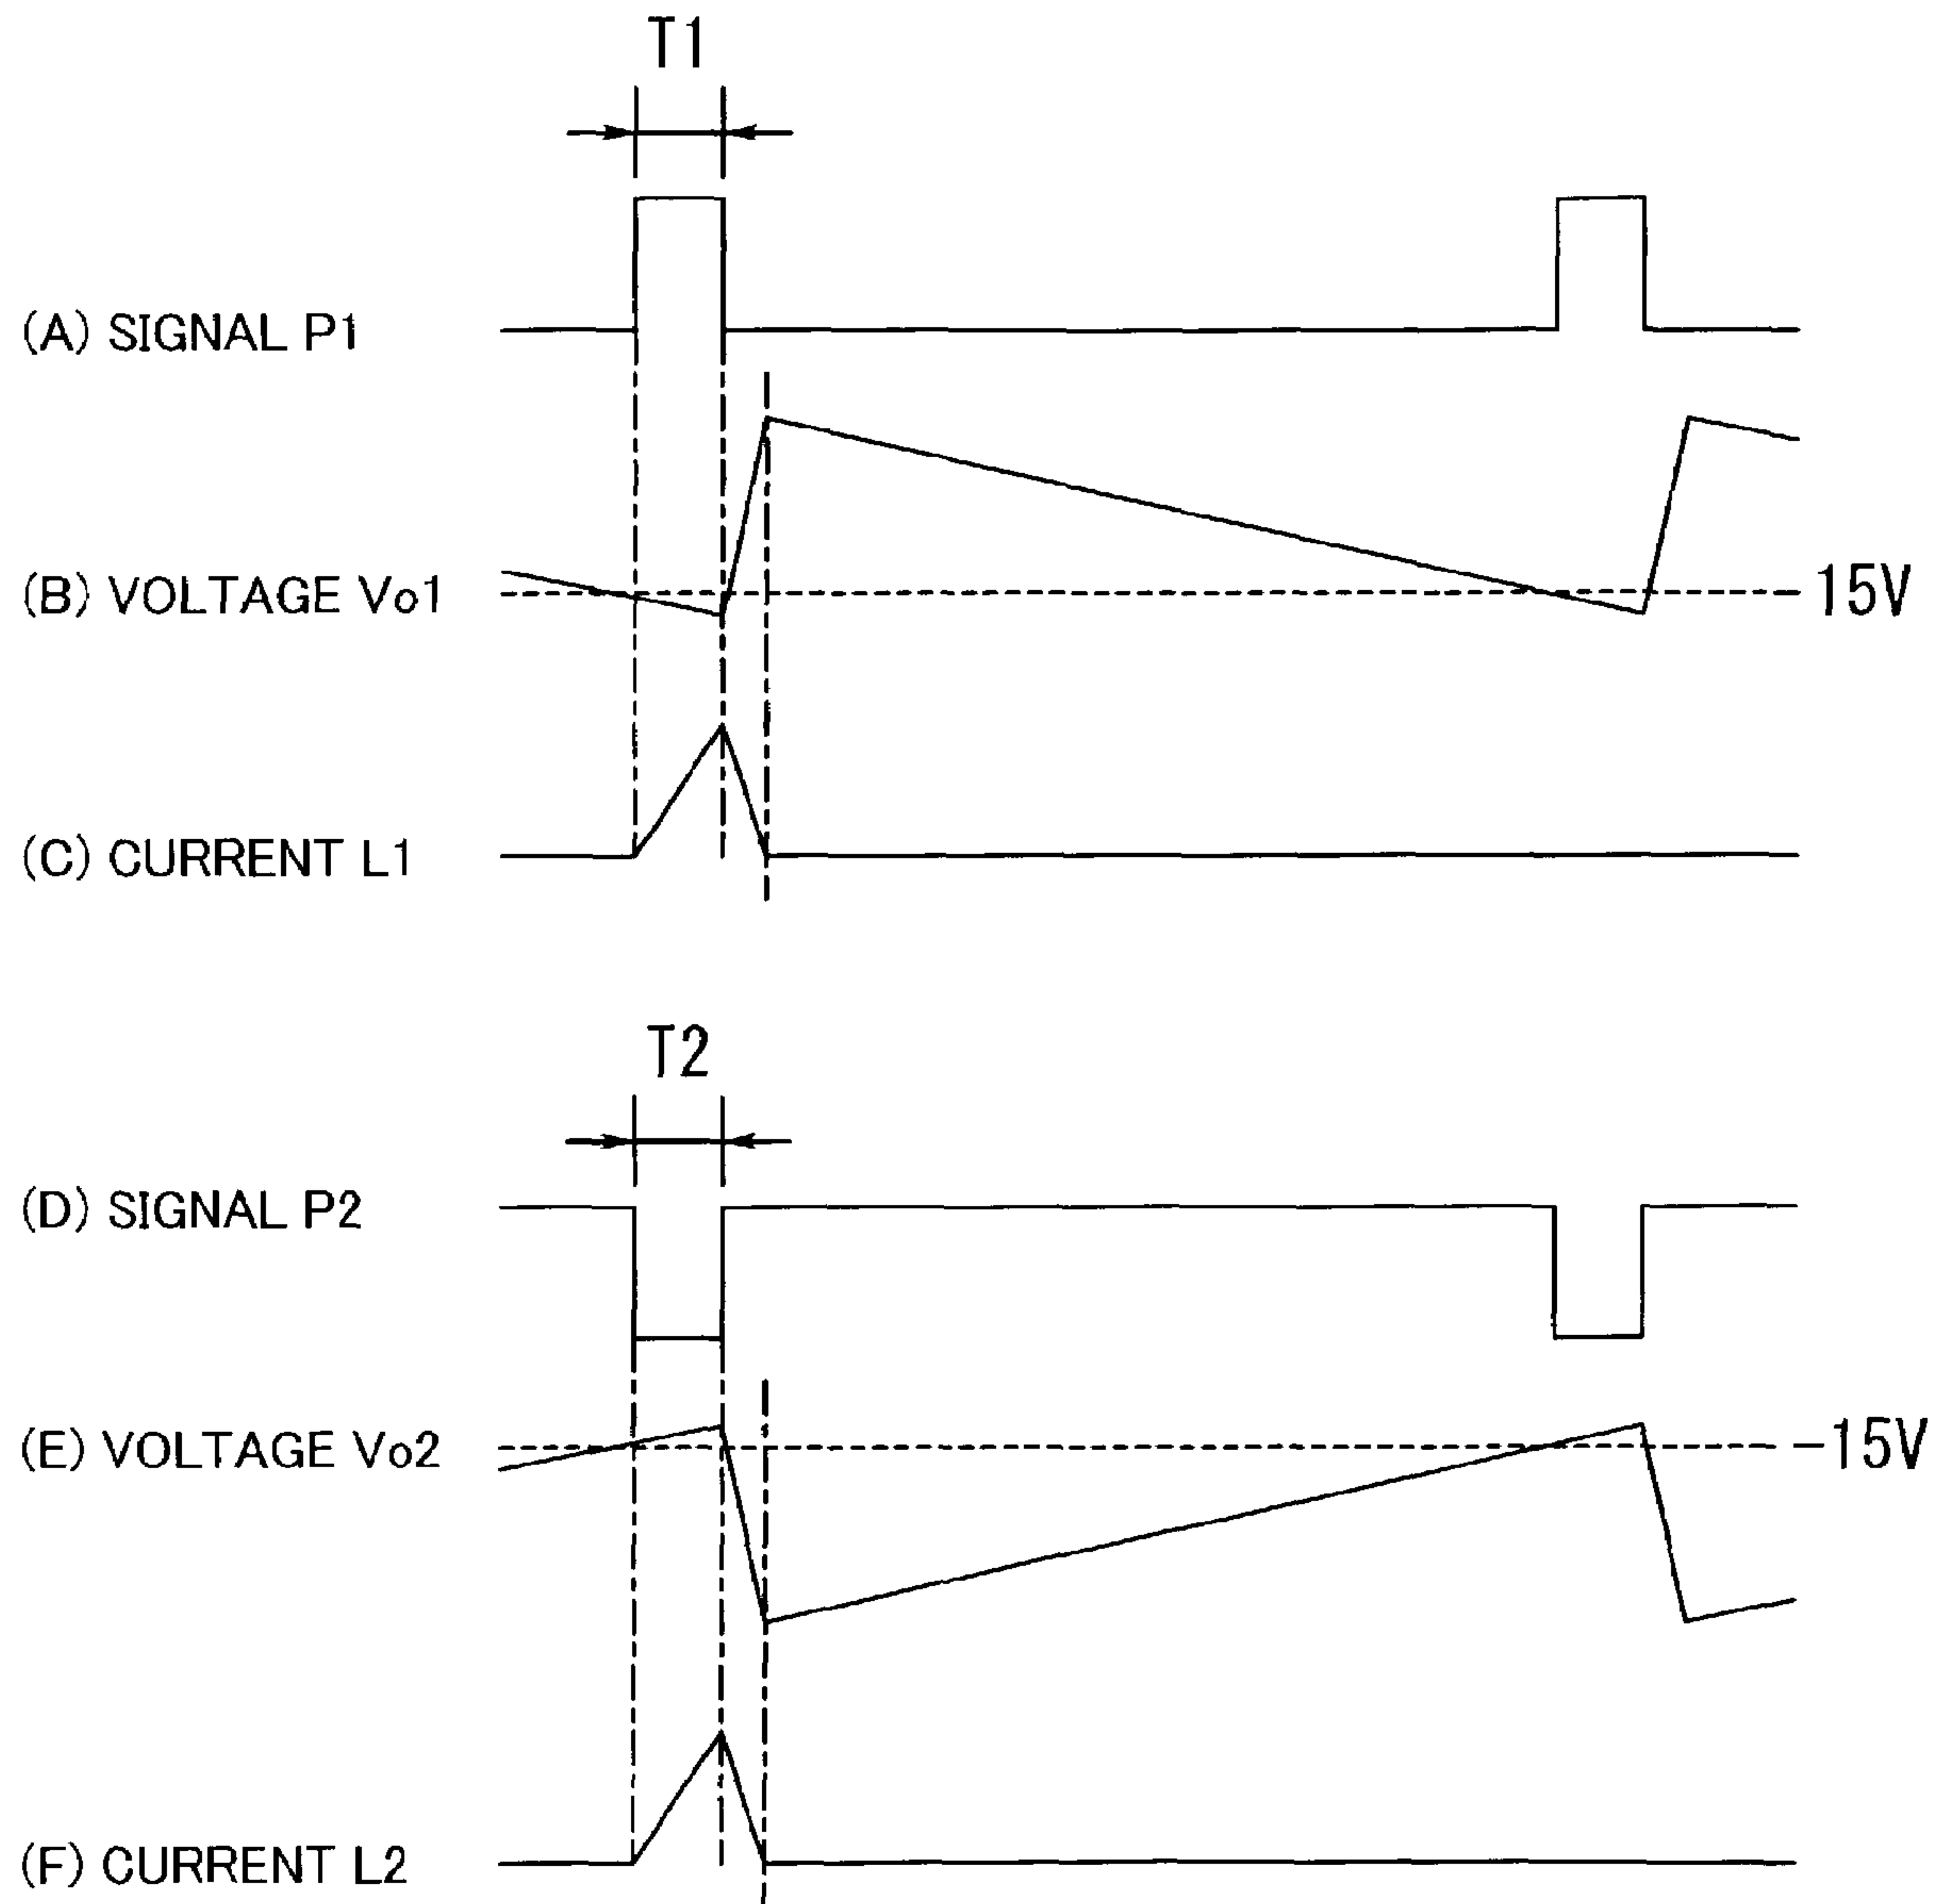 T1
(A) SIGNAL P1
(B) VOLTAGE Vo1
15V
(C) CURRENT L1
T2
(D) SIGNAL P2
(E) VOLTAGE Vo2
−15V
(F) CURRENT L2